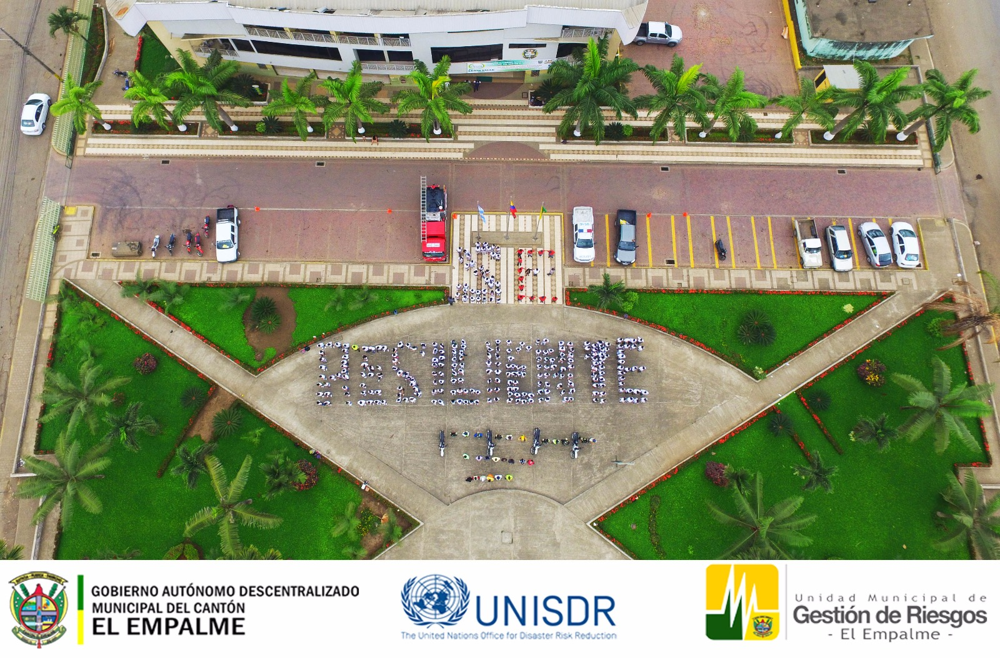 RESILIENTE
GOBIERNO AUTÓNOMO DESCENTRALIZADO
MUNICIPAL DEL CANTÓN
EL EMPALME
UNISDR
The United Nations Office for Disaster Risk Reduction
Unidad Municipal de
Gestión de Riesgos
- El Empalme -